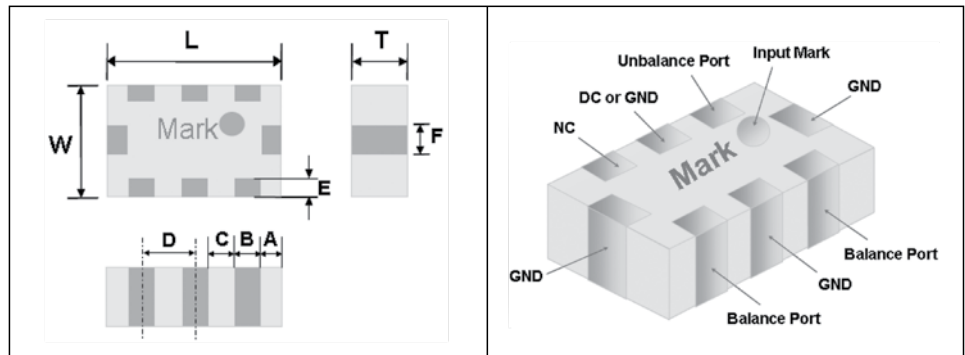 L
T
W
Mark
F
E
D
C
B
A
Unbalance Port
Input Mark
DC or GND
GND
NC
Mark
GND
Balance Port
GND
Balance Port